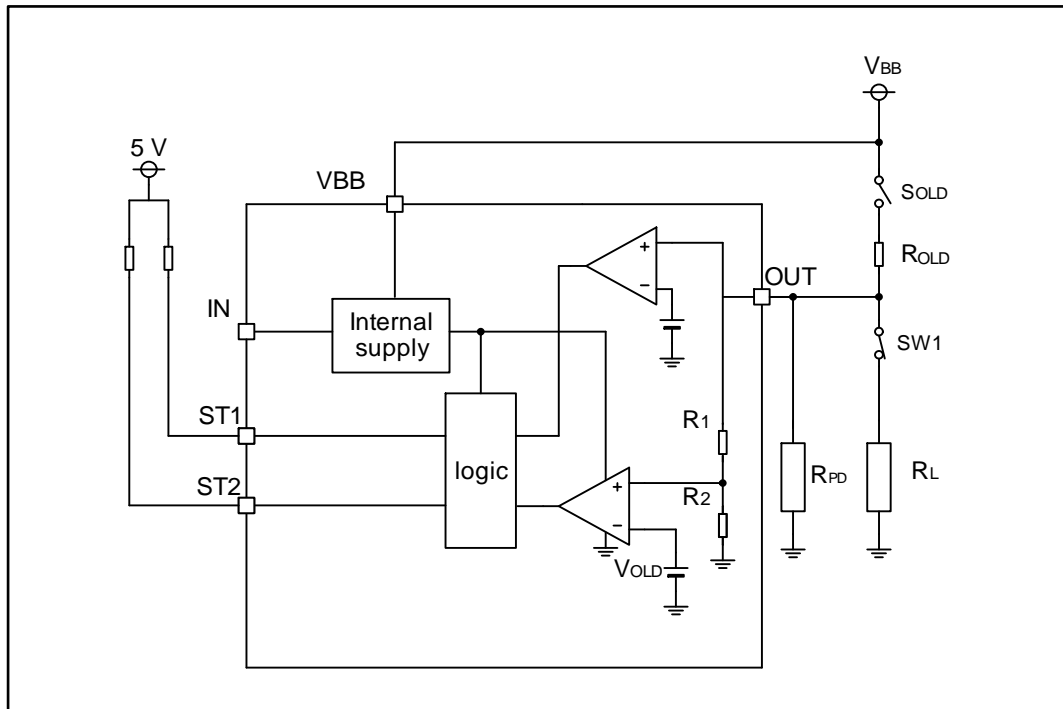 VBB
5 V
VBB
SOLD
ROLD
OUT
IN
Internal
supply
+
−
SW1
ST1
R1
logic
RPD
RL
ST2
R2
+
−
VOLD